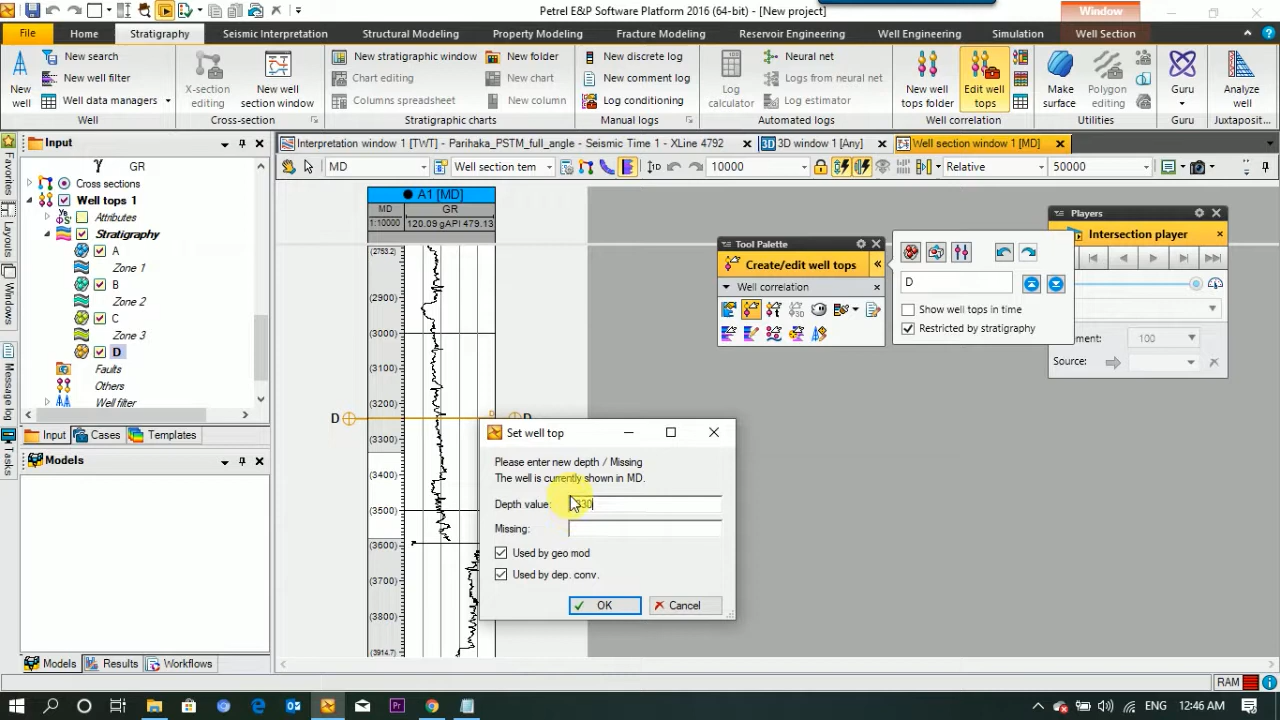 Petrel E&P Software Platform 2016 (64-bit) - [New project]
Window
File
Home
Stratigraphy
Seismic Interpretation
Structural Modeling
Property Modeling
Fracture Modeling
Reservoir Engineering
Well Engineering
Simulation
Well Section
New well
New search
New well filter
Well data managers
Well
X-section editing
New well section window
Cross-section
New stratigraphic window
Chart editing
Columns spreadsheet
New folder
New chart
New column
Stratigraphic charts
New discrete log
New comment log
Log conditioning
Manual logs
Log calculator
Neural net
Logs from neural net
Log estimator
Automated logs
New well tops folder
Edit well tops
Well correlation
Make surface
Polygon editing
Utilities
Guru
Guru
Analyze well
Juxtaposit...
Favorites
Layouts
Windows
Message log
Tasks
Input
GR
Cross sections
Well tops 1
Attributes
Stratigraphy
A
Zone 1
B
Zone 2
C
Zone 3
D
Faults
Others
Well filter
Input
Cases
Templates
Models
Models
Results
Workflows
Interpretation window 1 [TWT] - Parihaka_PSTM_full_angle - Seismic Time 1 - XLine 4792
3D
3D window 1 [Any]
Well section window 1 [MD]
MD
Well section tem
10000
Relative
50000
A1 [MD]
MD
GR
1:10000
120.09 gAPI 479.13
(2753.2)
(2900)
(3000)
(3100)
(3200)
(3300)
(3400)
(3500)
(3600)
(3700)
(3800)
(3914.7)
D
D
Tool Palette
Create/edit well tops
Well correlation
D
Show well tops in time
Restricted by stratigraphy
Players
Intersection player
100
Source:
Set well top
Please enter new depth / Missing
The well is currently shown in MD.
Depth value:
Missing:
Used by geo mod
Used by dep. conv.
OK
Cancel
RAM
ENG
12:46 AM